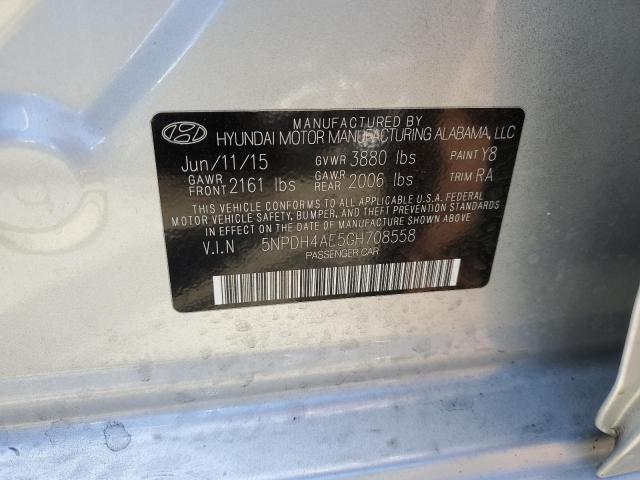 MANUFACTURED BY
HYUNDAI MOTOR MANUFACTURING ALABAMA, LLC
Jun/11/15 GVWR 3880 lbs PAINT Y8
GAWR FRONT 2161 lbs GAWR REAR 2006 lbs TRIM RA
THIS VEHICLE CONFORMS TO ALL APPLICABLE U.S.A. FEDERAL
MOTOR VEHICLE SAFETY, BUMPER, AND THEFT PREVENTION STANDARDS
IN EFFECT ON THE DATE OF MANUFACTURE SHOWN ABOVE
V.I.N 5NPDH4AE5GH708558
PASSENGER CAR